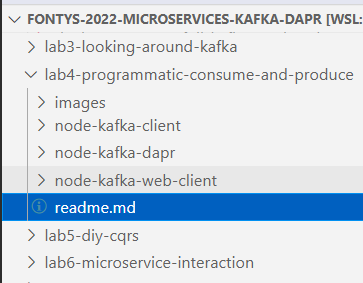 FONTYS-2022-MICROSERVICES-KAFKA-DAPR [WSL:
lab3-looking-around-kafka
lab4-programmatic-consume-and-produce
images
node-kafka-client
node-kafka-dapr
node-kafka-web-client
readme.md
lab5-diy-cqrs
lab6-microservice-interaction